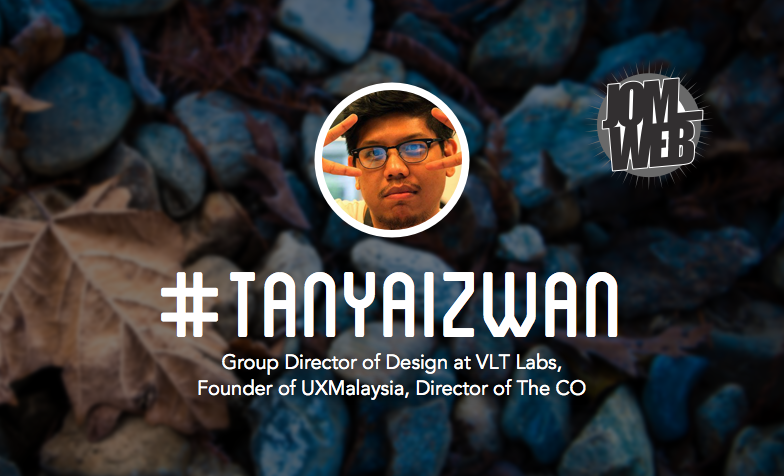 JOM
WEB
#TANYAIZWAN
Group Director of Design at VLT Labs,
Founder of UXMalaysia, Director of The CO